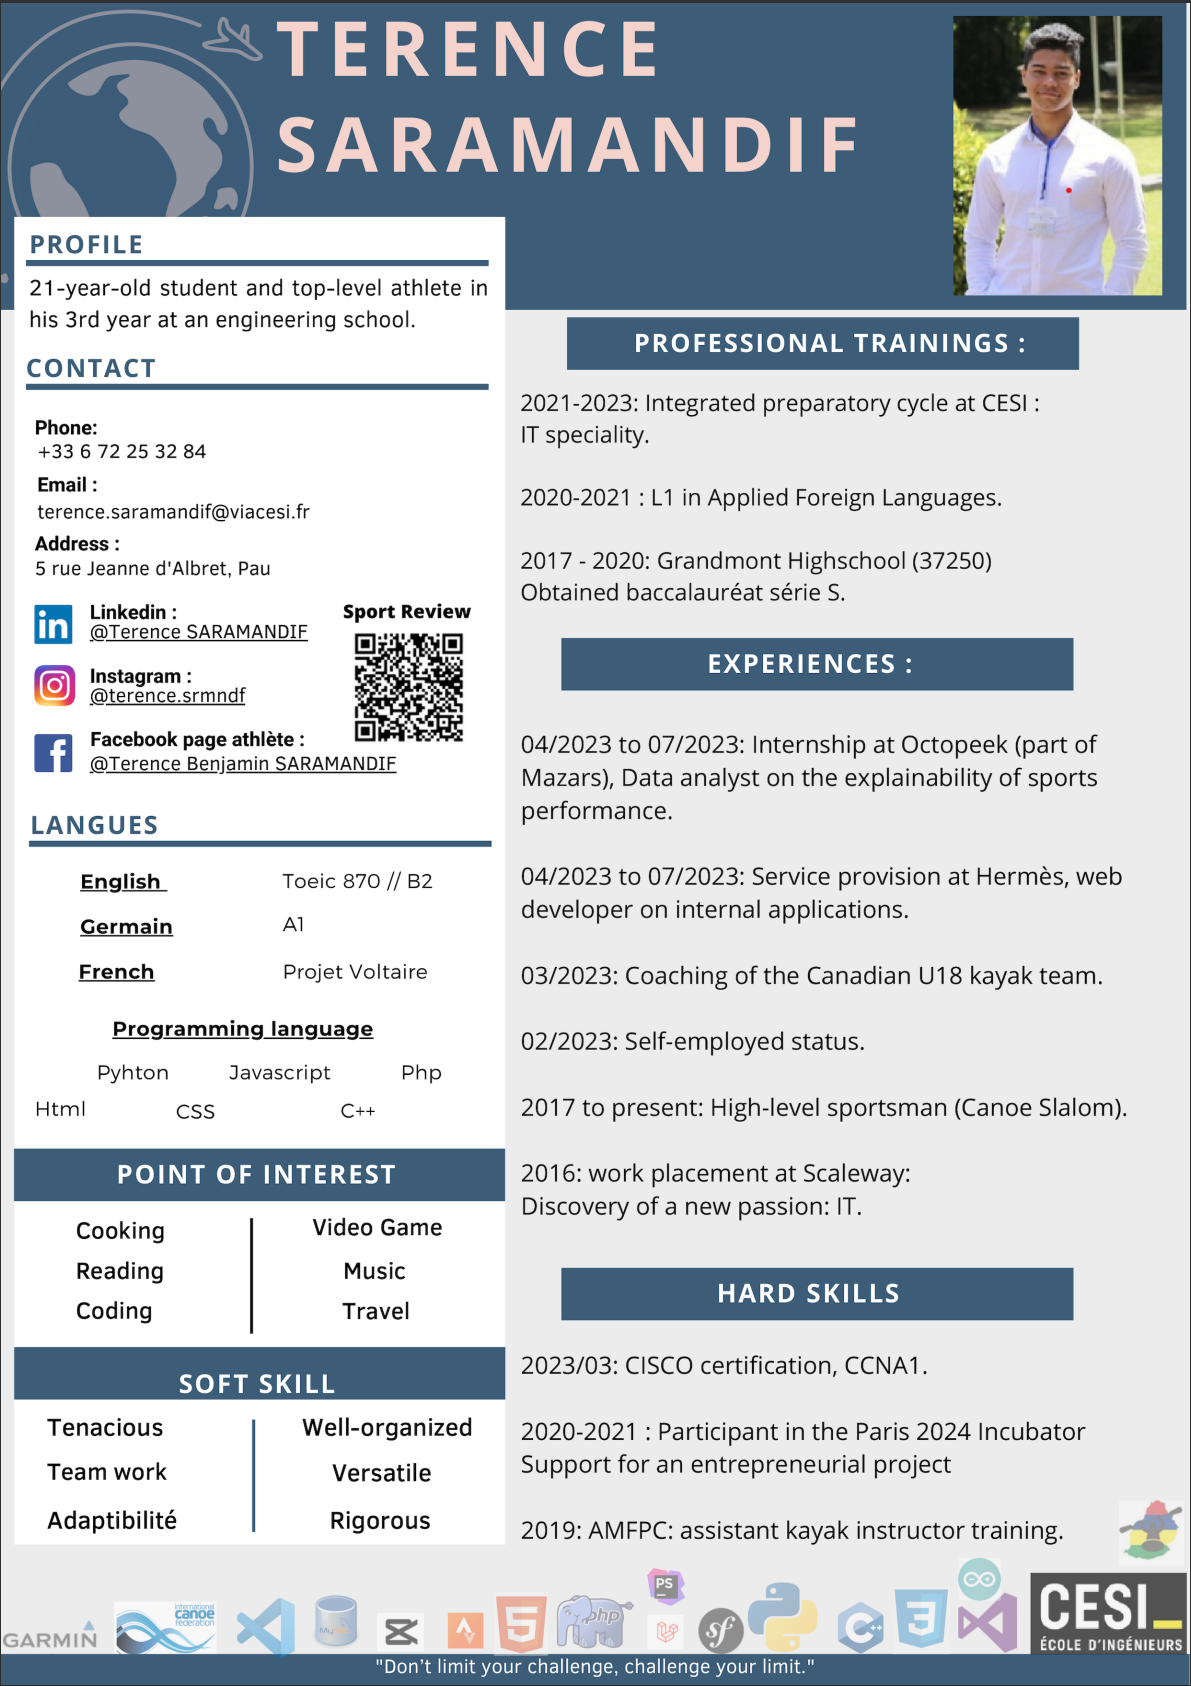 TERENCE
SARAMANDIF
PROFILE
21-year-old student and top-level athlete in
his 3rd year at an engineering school.
CONTACT
Phone:
+33 6 72 25 32 84
Email :
terence.saramandif@viacesi.fr
Address :
5 rue Jeanne d'Albret, Pau
Linkedin :
@Terence SARAMANDIF
Sport Review
Instagram :
@terence.srmndf
Facebook page athlète :
@Terence Benjamin SARAMANDIF
LANGUES
English Toeic 870 // B2
Germain A1
French Projet Voltaire
Programming language
Pyhton Javascript Php
Html CSS C++
POINT OF INTEREST
Cooking Video Game
Reading Music
Coding Travel
SOFT SKILL
Tenacious Well-organized
Team work Versatile
Adaptibilité Rigorous
PROFESSIONAL TRAININGS :
2021-2023: Integrated preparatory cycle at CESI :
IT speciality.
2020-2021 : L1 in Applied Foreign Languages.
2017 - 2020: Grandmont Highschool (37250)
Obtained baccalauréat série S.
EXPERIENCES :
04/2023 to 07/2023: Internship at Octopeek (part of
Mazars), Data analyst on the explainability of sports
performance.
04/2023 to 07/2023: Service provision at Hermès, web
developer on internal applications.
03/2023: Coaching of the Canadian U18 kayak team.
02/2023: Self-employed status.
2017 to present: High-level sportsman (Canoe Slalom).
2016: work placement at Scaleway:
Discovery of a new passion: IT.
HARD SKILLS
2023/03: CISCO certification, CCNA1.
2020-2021 : Participant in the Paris 2024 Incubator
Support for an entrepreneurial project
2019: AMFPC: assistant kayak instructor training.
GARMIN
international
canoe
federation
MySQL
5
php
PS
sf
C++
3
CESI_
ÉCOLE D'INGÉNIEURS
"Don't limit your challenge, challenge your limit."